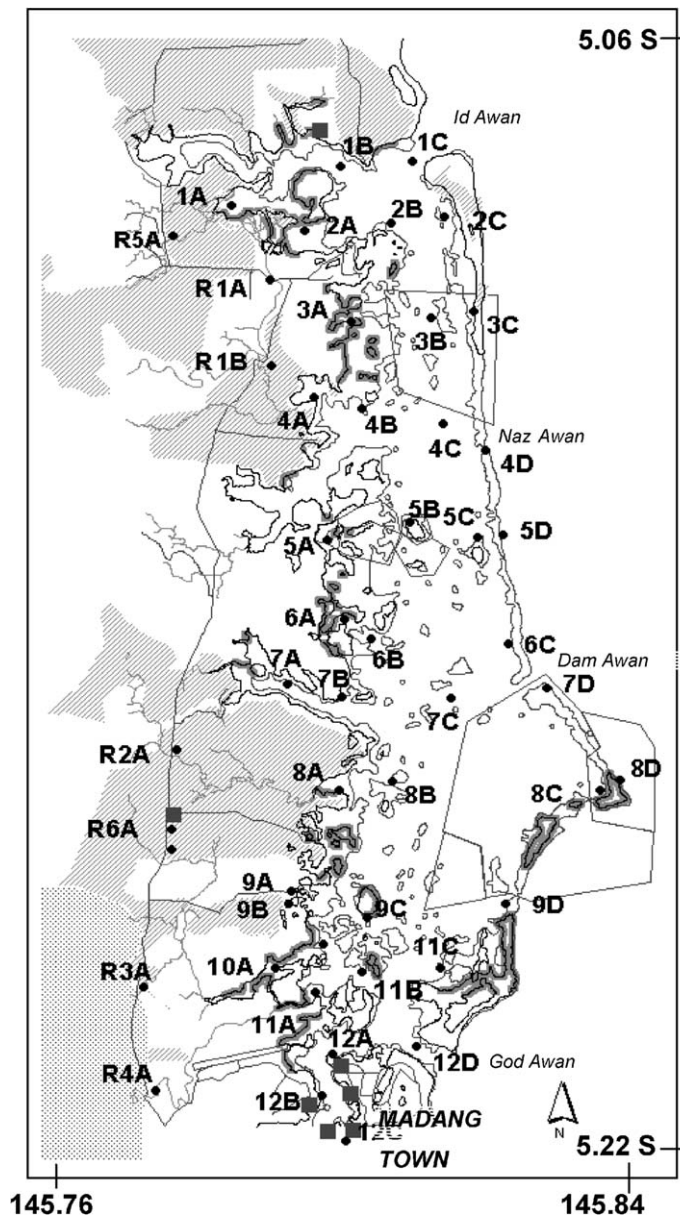 5.06 S
Id Awan
1B
1C
1A
2B
R5A
2A
2C
R1A
3A
3B
3C
R1B
4A
4B
4C
Naz Awan
4D
5B
5C
5A
5D
6A
6B
6C
7A
7B
Dam Awan
7D
7C
R2A
8A
8B
8C
8D
R6A
9A
9B
9C
9D
10A
11C
R3A
11B
11A
12A
God Awan
12D
R4A
12B
MADANG
N
TOWN
5.22 S
145.76
145.84